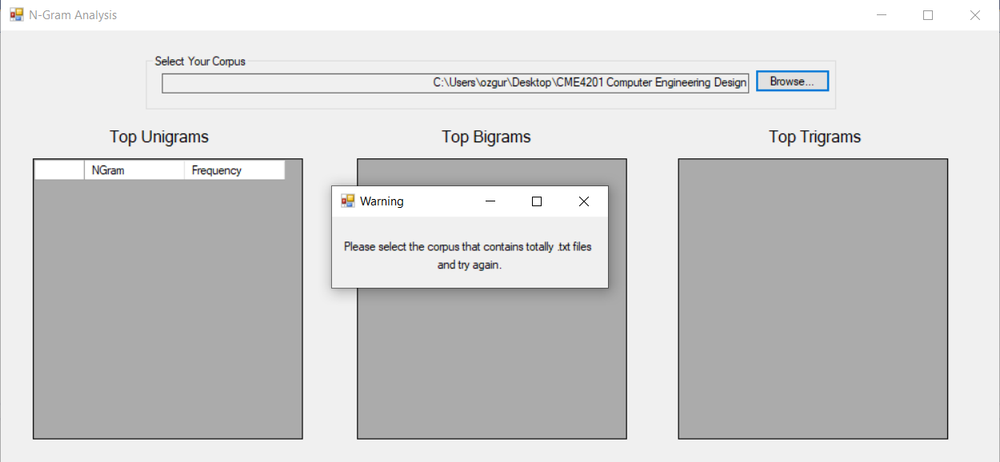 N-Gram Analysis
Select Your Corpus
C:\Users\ozgur\Desktop\CME4201 Computer Engineering Design
Browse...
Top Unigrams
Top Bigrams
Top Trigrams
NGram
Frequency
Warning
Please select the corpus that contains totally .txt files
and try again.